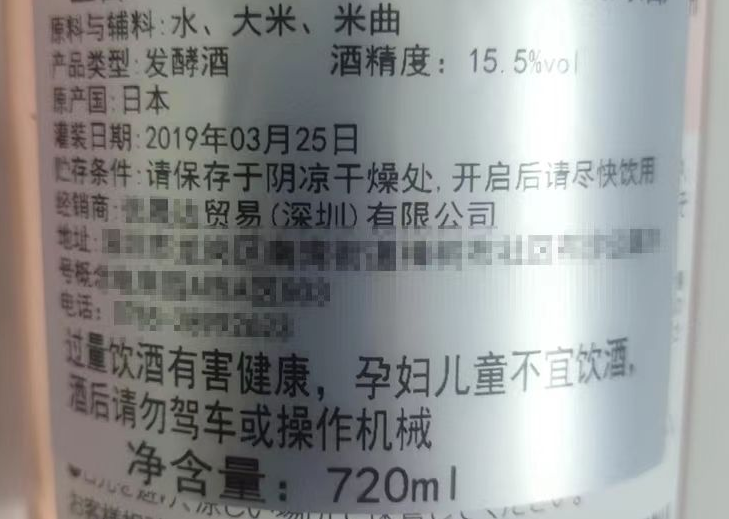 原料与辅料:水、大米、米曲
产品类型:发酵酒 酒精度：15.5%vol
原产国:日本
灌装日期:2019年03月25日
贮存条件:请保存于阴凉干燥处,开启后请尽快饮用
经销商: 贸易(深圳)有限公司
地址:
号概
电话：
过量饮酒有害健康，孕妇儿童不宜饮酒,
酒后请勿驾车或操作机械
净含量：720ml
お客様相